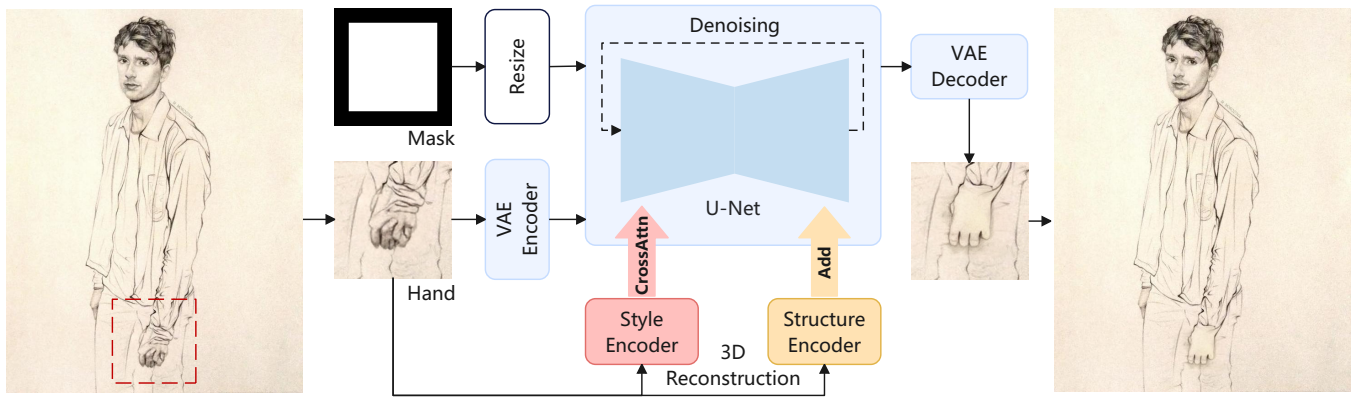 Mask
Resize
Denoising
U-Net
VAE
Decoder
Hand
VAE
Encoder
CrossAttn
Add
Style
Encoder
3D
Reconstruction
Structure
Encoder